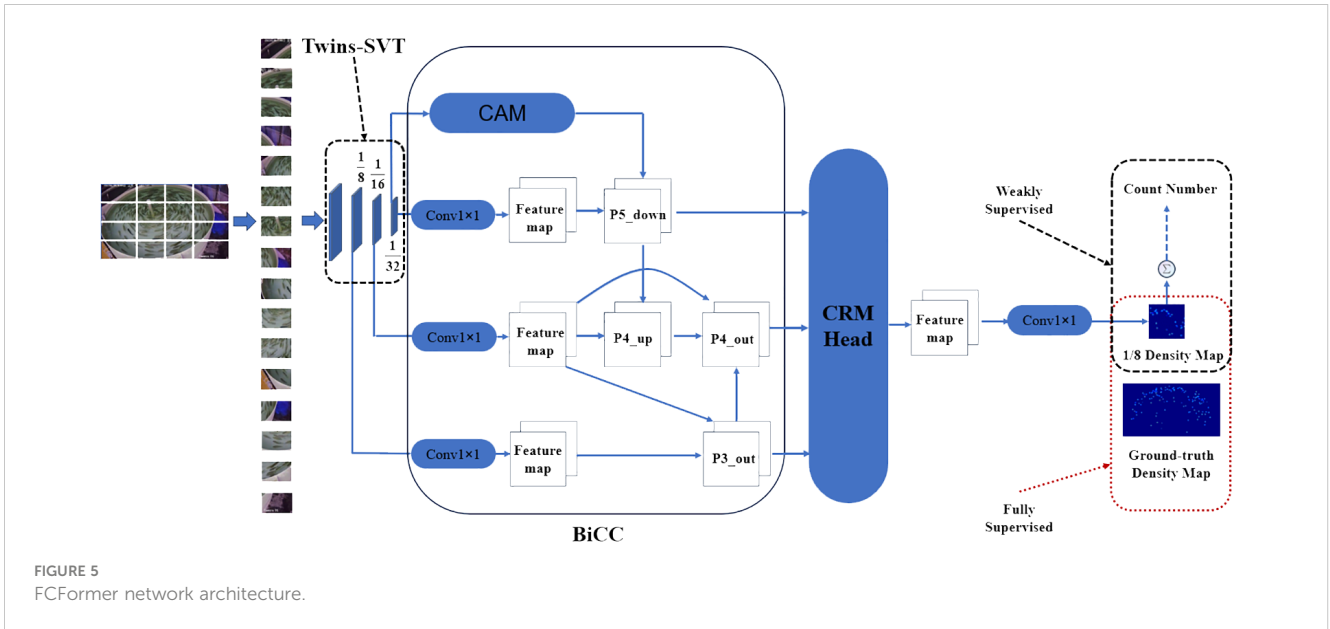 Twins-SVT
CAM
1
8
1
16
1
32
Conv1×1
Feature
map
P5_down
Conv1×1
Feature
map
P4_up
P4_out
Conv1×1
Feature
map
P3_out
BiCC
CRM
Head
Feature
map
Conv1×1
Weakly
Supervised
Count Number
Σ
1/8 Density Map
Ground-truth
Density Map
Fully
Supervised
FIGURE 5
FCFormer network architecture.